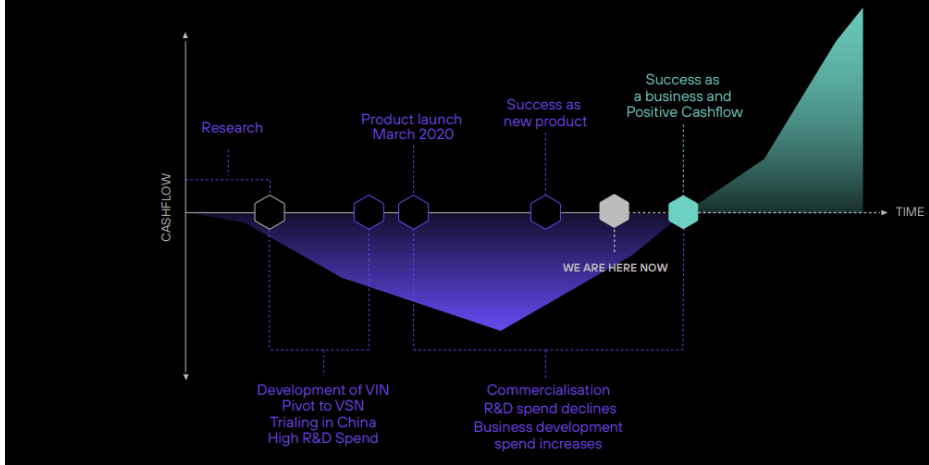 Research
Product launch
March 2020
Success as
new product
Success as
a business and
Positive Cashflow
CASHFLOW
TIME
WE ARE HERE NOW
Development of VIN
Pivot to VSN
Trialing in China
High R&D Spend
Commercialisation
R&D spend declines
Business development
spend increases